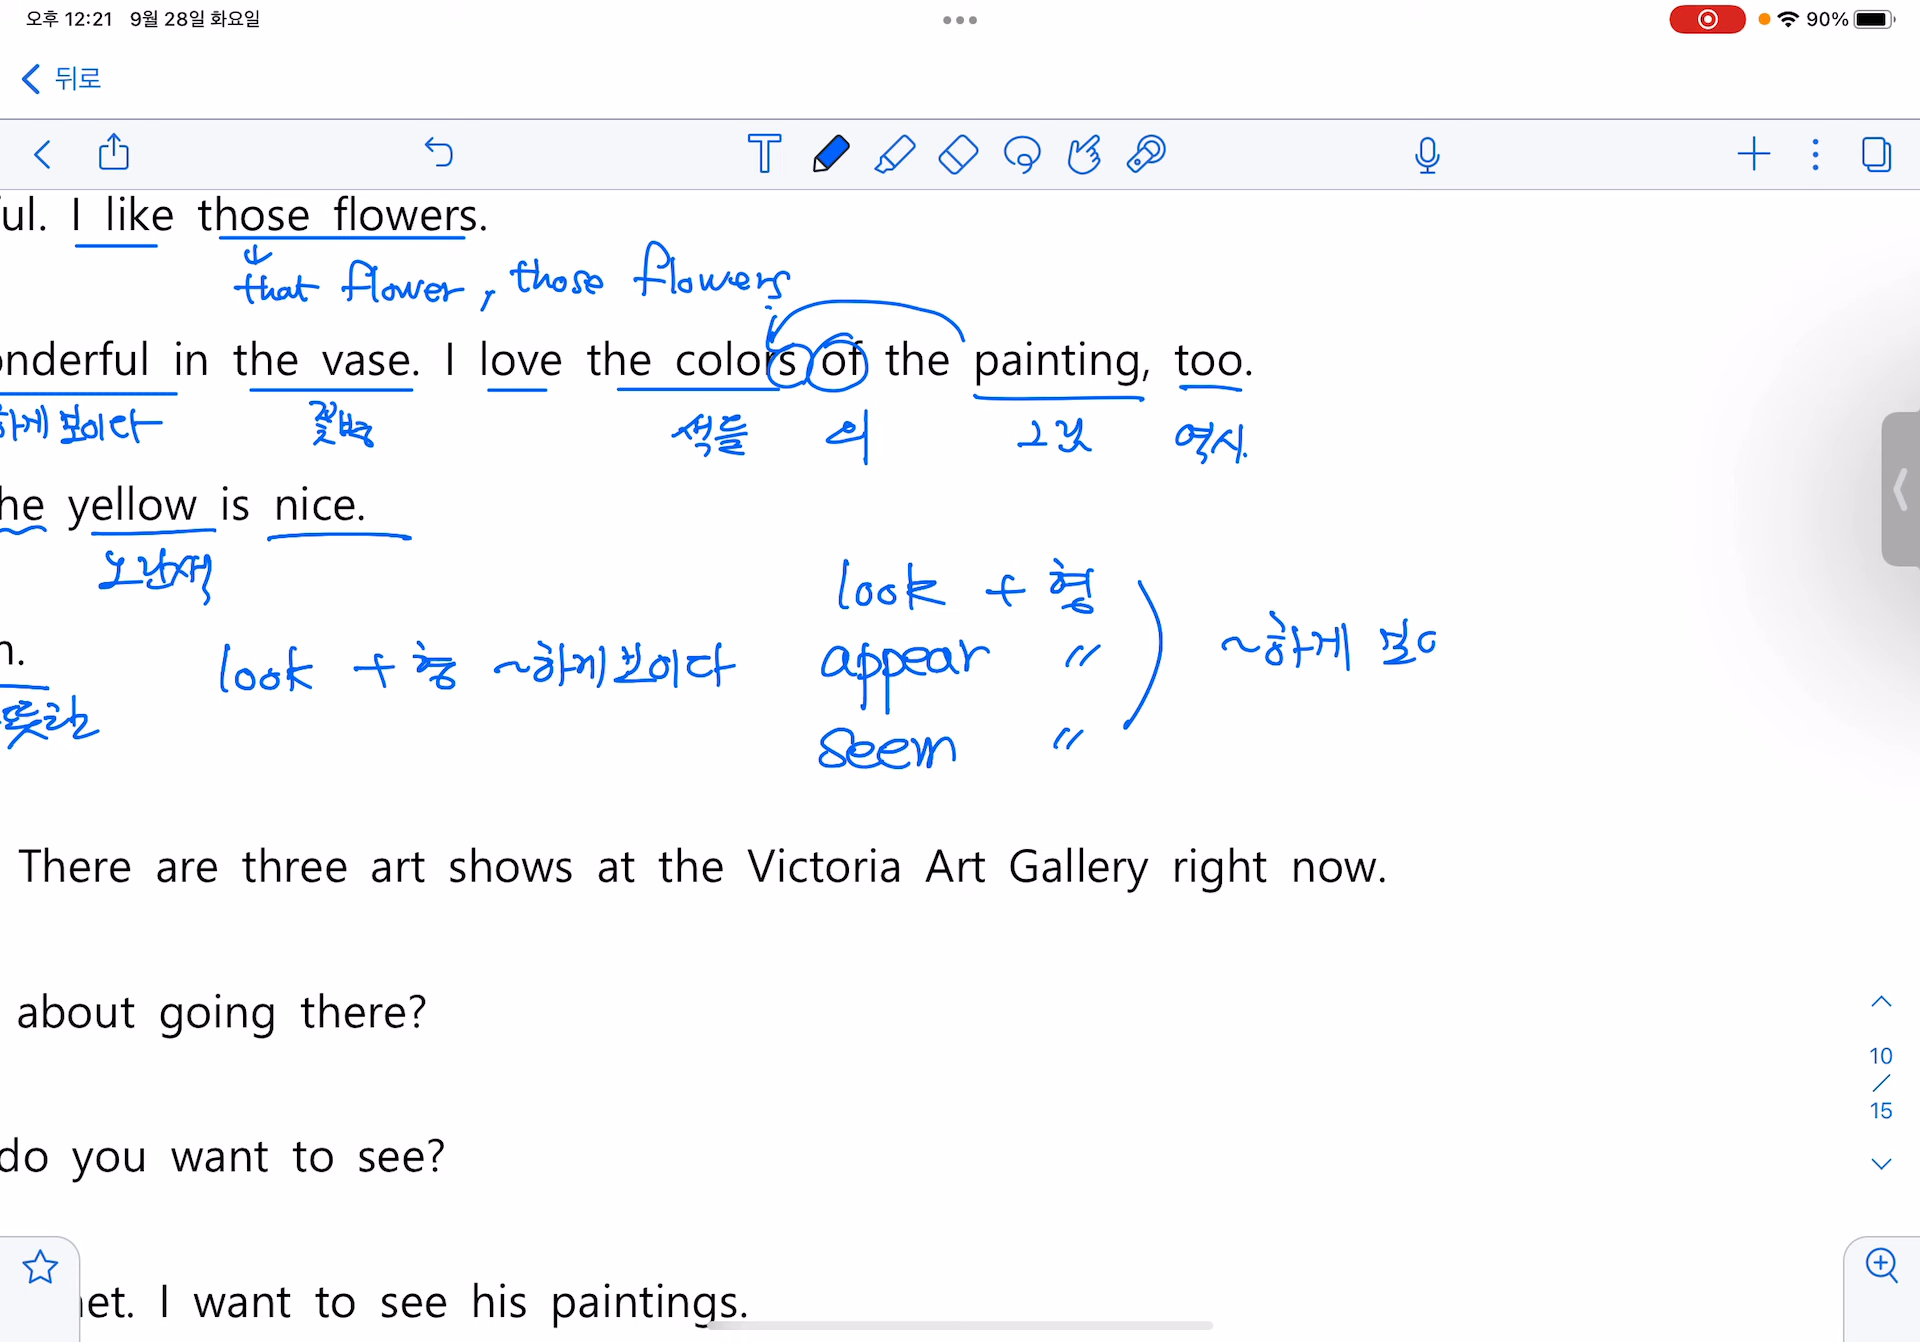 오후 12:21 9월 28일 화요일
90%
뒤로
ul. I like those flowers.
that flower, those flowers
onderful in the vase. I love the colors of the painting, too.
하게 보이다 꽃병 색들 의 그림 역시.
he yellow is nice.
노란색
look + 형
n. look + 형 ~하게 보이다 appear 〃 ~하게 보이
seem 〃
There are three art shows at the Victoria Art Gallery right now.
about going there?
10
/
15
do you want to see?
et. I want to see his paintings.